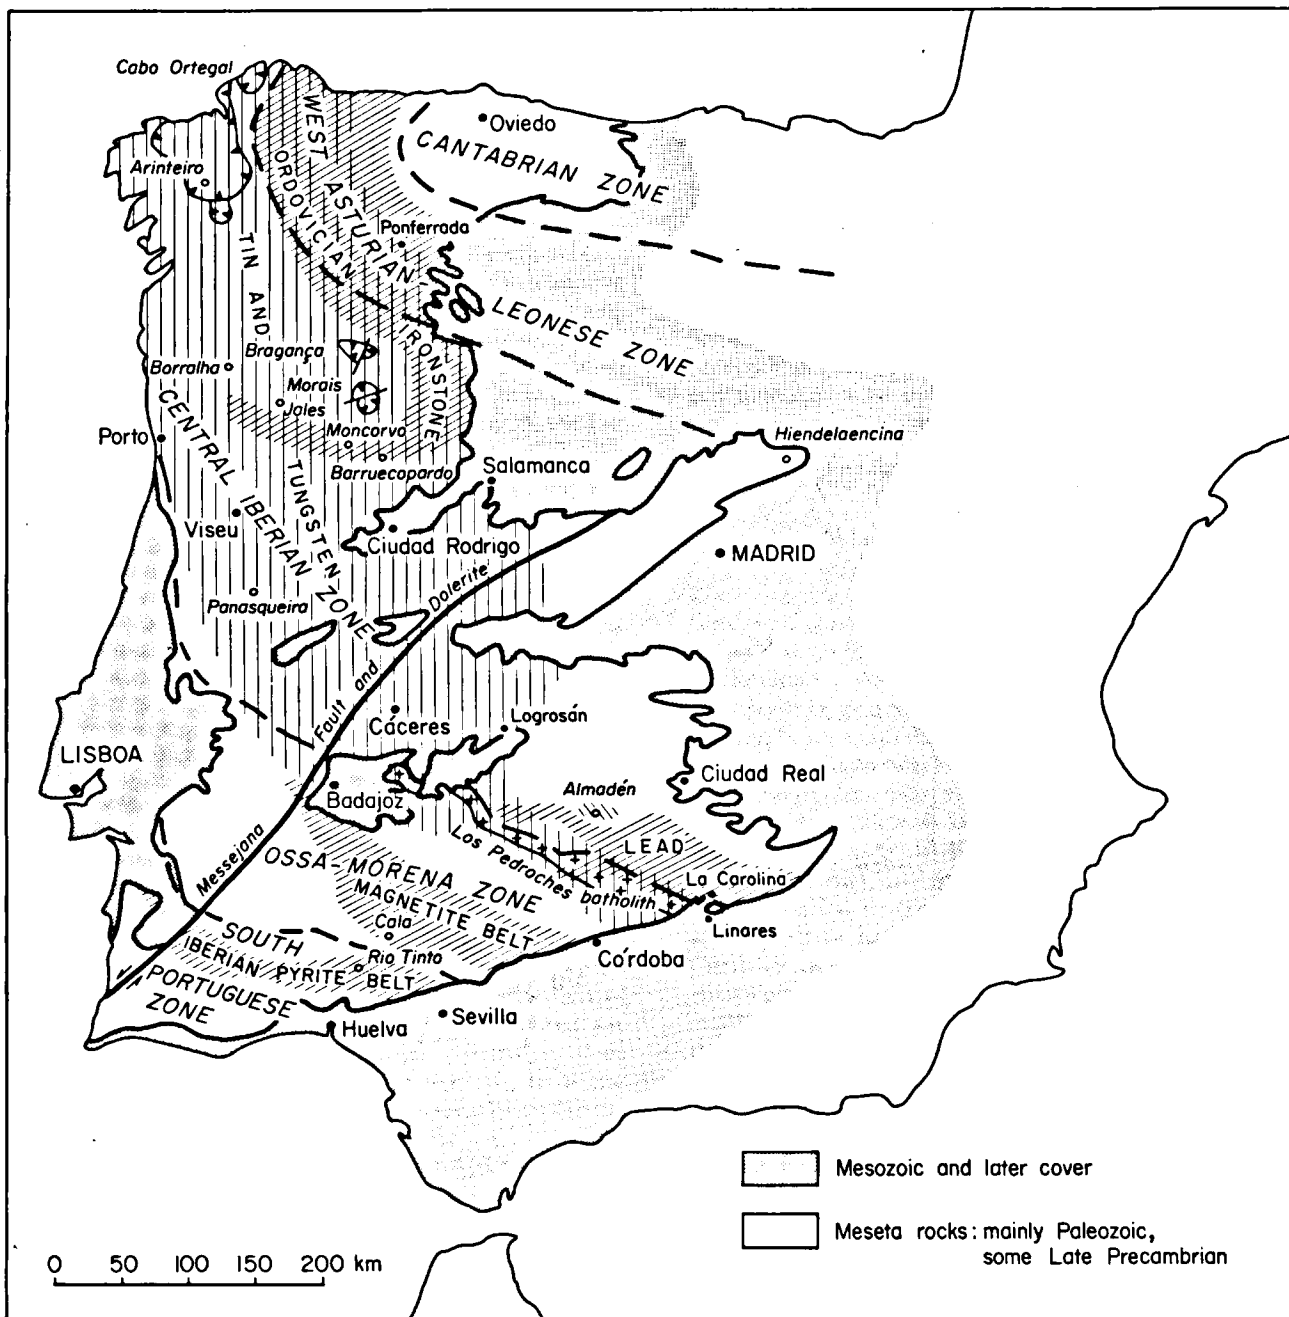 Cabo Ortegal
Oviedo
CANTABRIAN ZONE
WEST ASTURIAN-
LEONESE ZONE
ORDOVICIAN
IRONSTONE
Arinteiro
Ponferrada
TIN AND
TUNGSTEN
Bragança
Borralha
Morais
Jales
Moncorvo
Porto
Barruecopardo
Salamanca
Hiendelaencina
CENTRAL IBERIAN ZONE
Viseu
Ciudad Rodrigo
MADRID
Panasqueira
Messejana Fault and Dolerite
Cáceres
Logrosán
LISBOA
Badajoz
Almadén
Ciudad Real
LEAD
Los Pedroches batholith
La Carolina
Linares
OSSA-MORENA ZONE
MAGNETITE BELT
Cala
Córdoba
SOUTH
PORTUGUESE
ZONE
Rio Tinto
IBERIAN PYRITE BELT
Huelva
Sevilla
Mesozoic and later cover
Meseta rocks: mainly Paleozoic,
some Late Precambrian
0 50 100 150 200 km